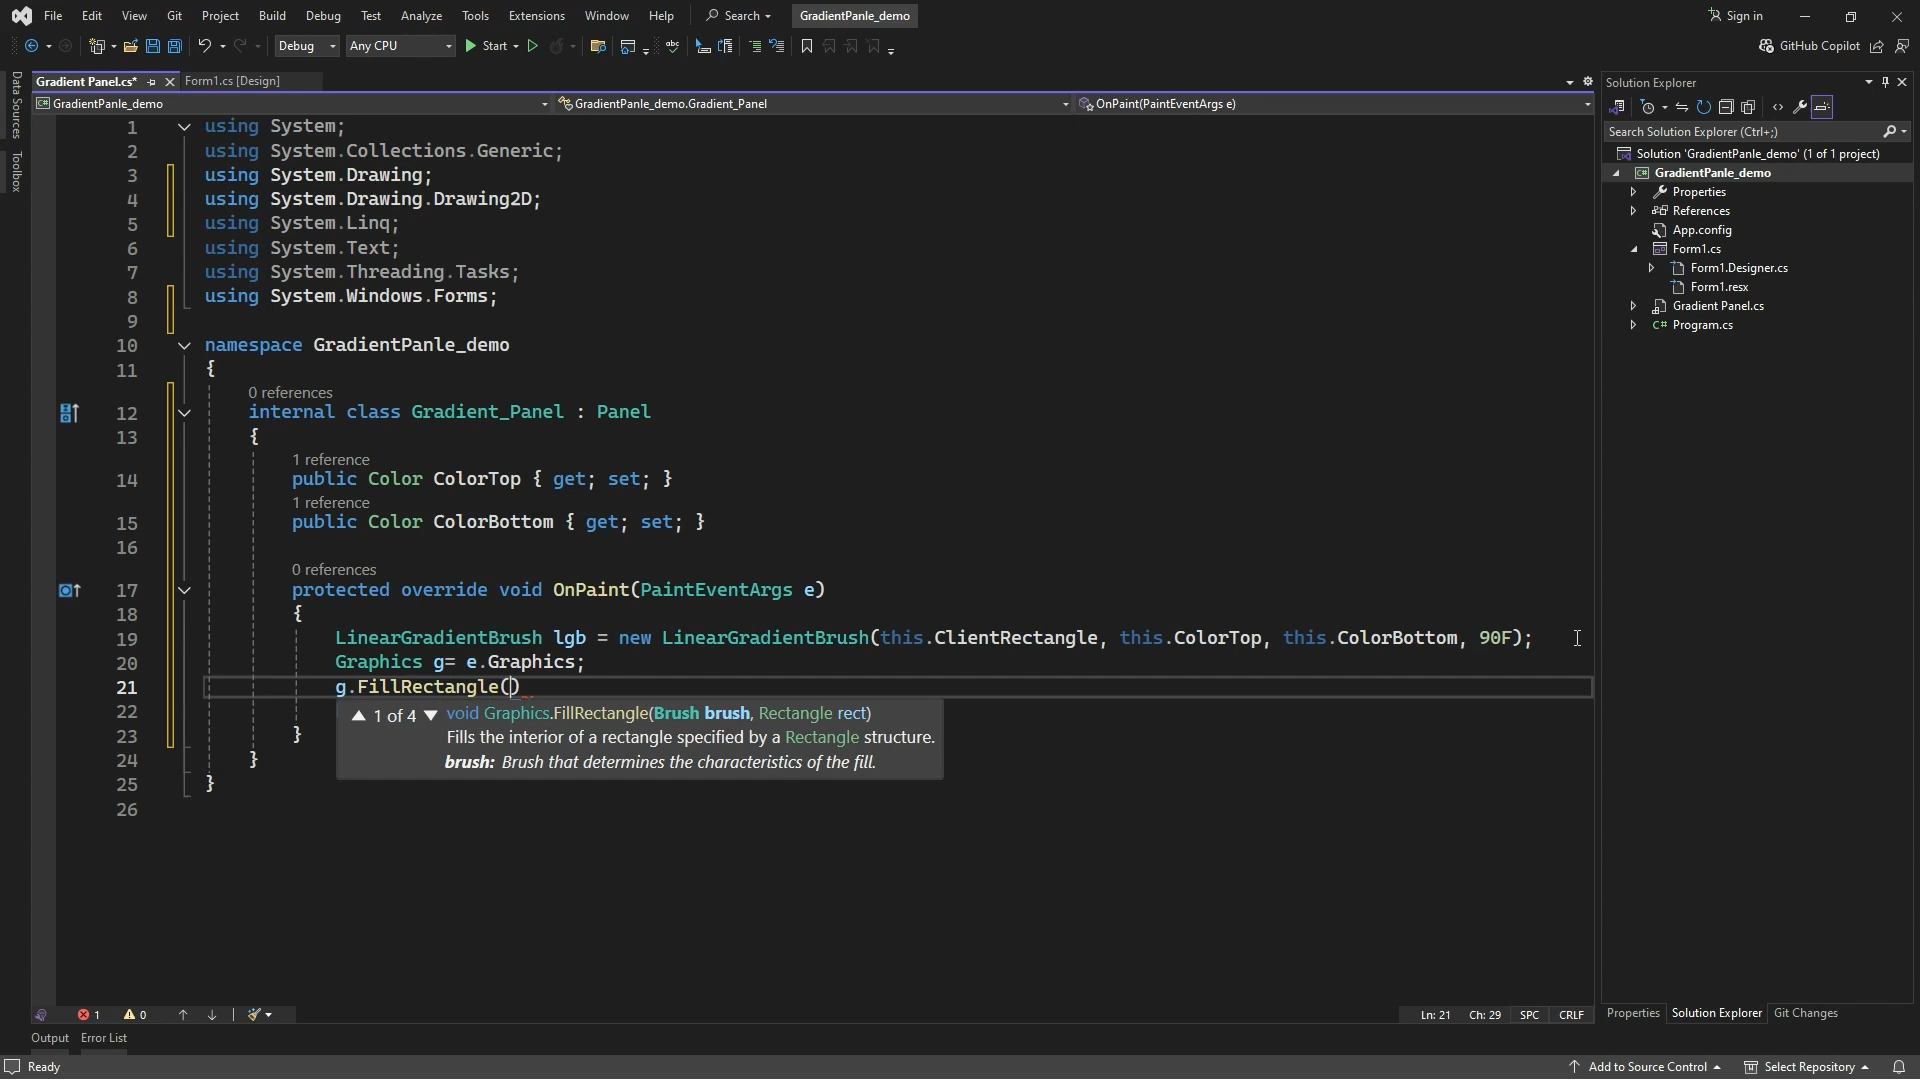 File Edit View Git Project Build Debug Test Analyze Tools Extensions Window Help Search GradientPanle_demo Sign in
Debug Any CPU Start GitHub Copilot
Gradient Panel.cs* Form1.cs [Design]
GradientPanle_demo GradientPanle_demo.Gradient_Panel OnPaint(PaintEventArgs e)
Data Sources
Toolbox
1 using System;
2 using System.Collections.Generic;
3 using System.Drawing;
4 using System.Drawing.Drawing2D;
5 using System.Linq;
6 using System.Text;
7 using System.Threading.Tasks;
8 using System.Windows.Forms;
9
10 namespace GradientPanle_demo
11 {
0 references
12 internal class Gradient_Panel : Panel
13 {
1 reference
14 public Color ColorTop { get; set; }
1 reference
15 public Color ColorBottom { get; set; }
16
0 references
17 protected override void OnPaint(PaintEventArgs e)
18 {
19 LinearGradientBrush lgb = new LinearGradientBrush(this.ClientRectangle, this.ColorTop, this.ColorBottom, 90F);
20 Graphics g= e.Graphics;
21 g.FillRectangle()
22
23 }
24 }
25 }
26
1 of 4 void Graphics.FillRectangle(Brush brush, Rectangle rect)
Fills the interior of a rectangle specified by a Rectangle structure.
brush: Brush that determines the characteristics of the fill.
Solution Explorer
Search Solution Explorer (Ctrl+;)
Solution 'GradientPanle_demo' (1 of 1 project)
GradientPanle_demo
Properties
References
App.config
Form1.cs
Form1.Designer.cs
Form1.resx
Gradient Panel.cs
C# Program.cs
1 0 Ln: 21 Ch: 29 SPC CRLF
Properties Solution Explorer Git Changes
Output Error List
Ready Add to Source Control Select Repository